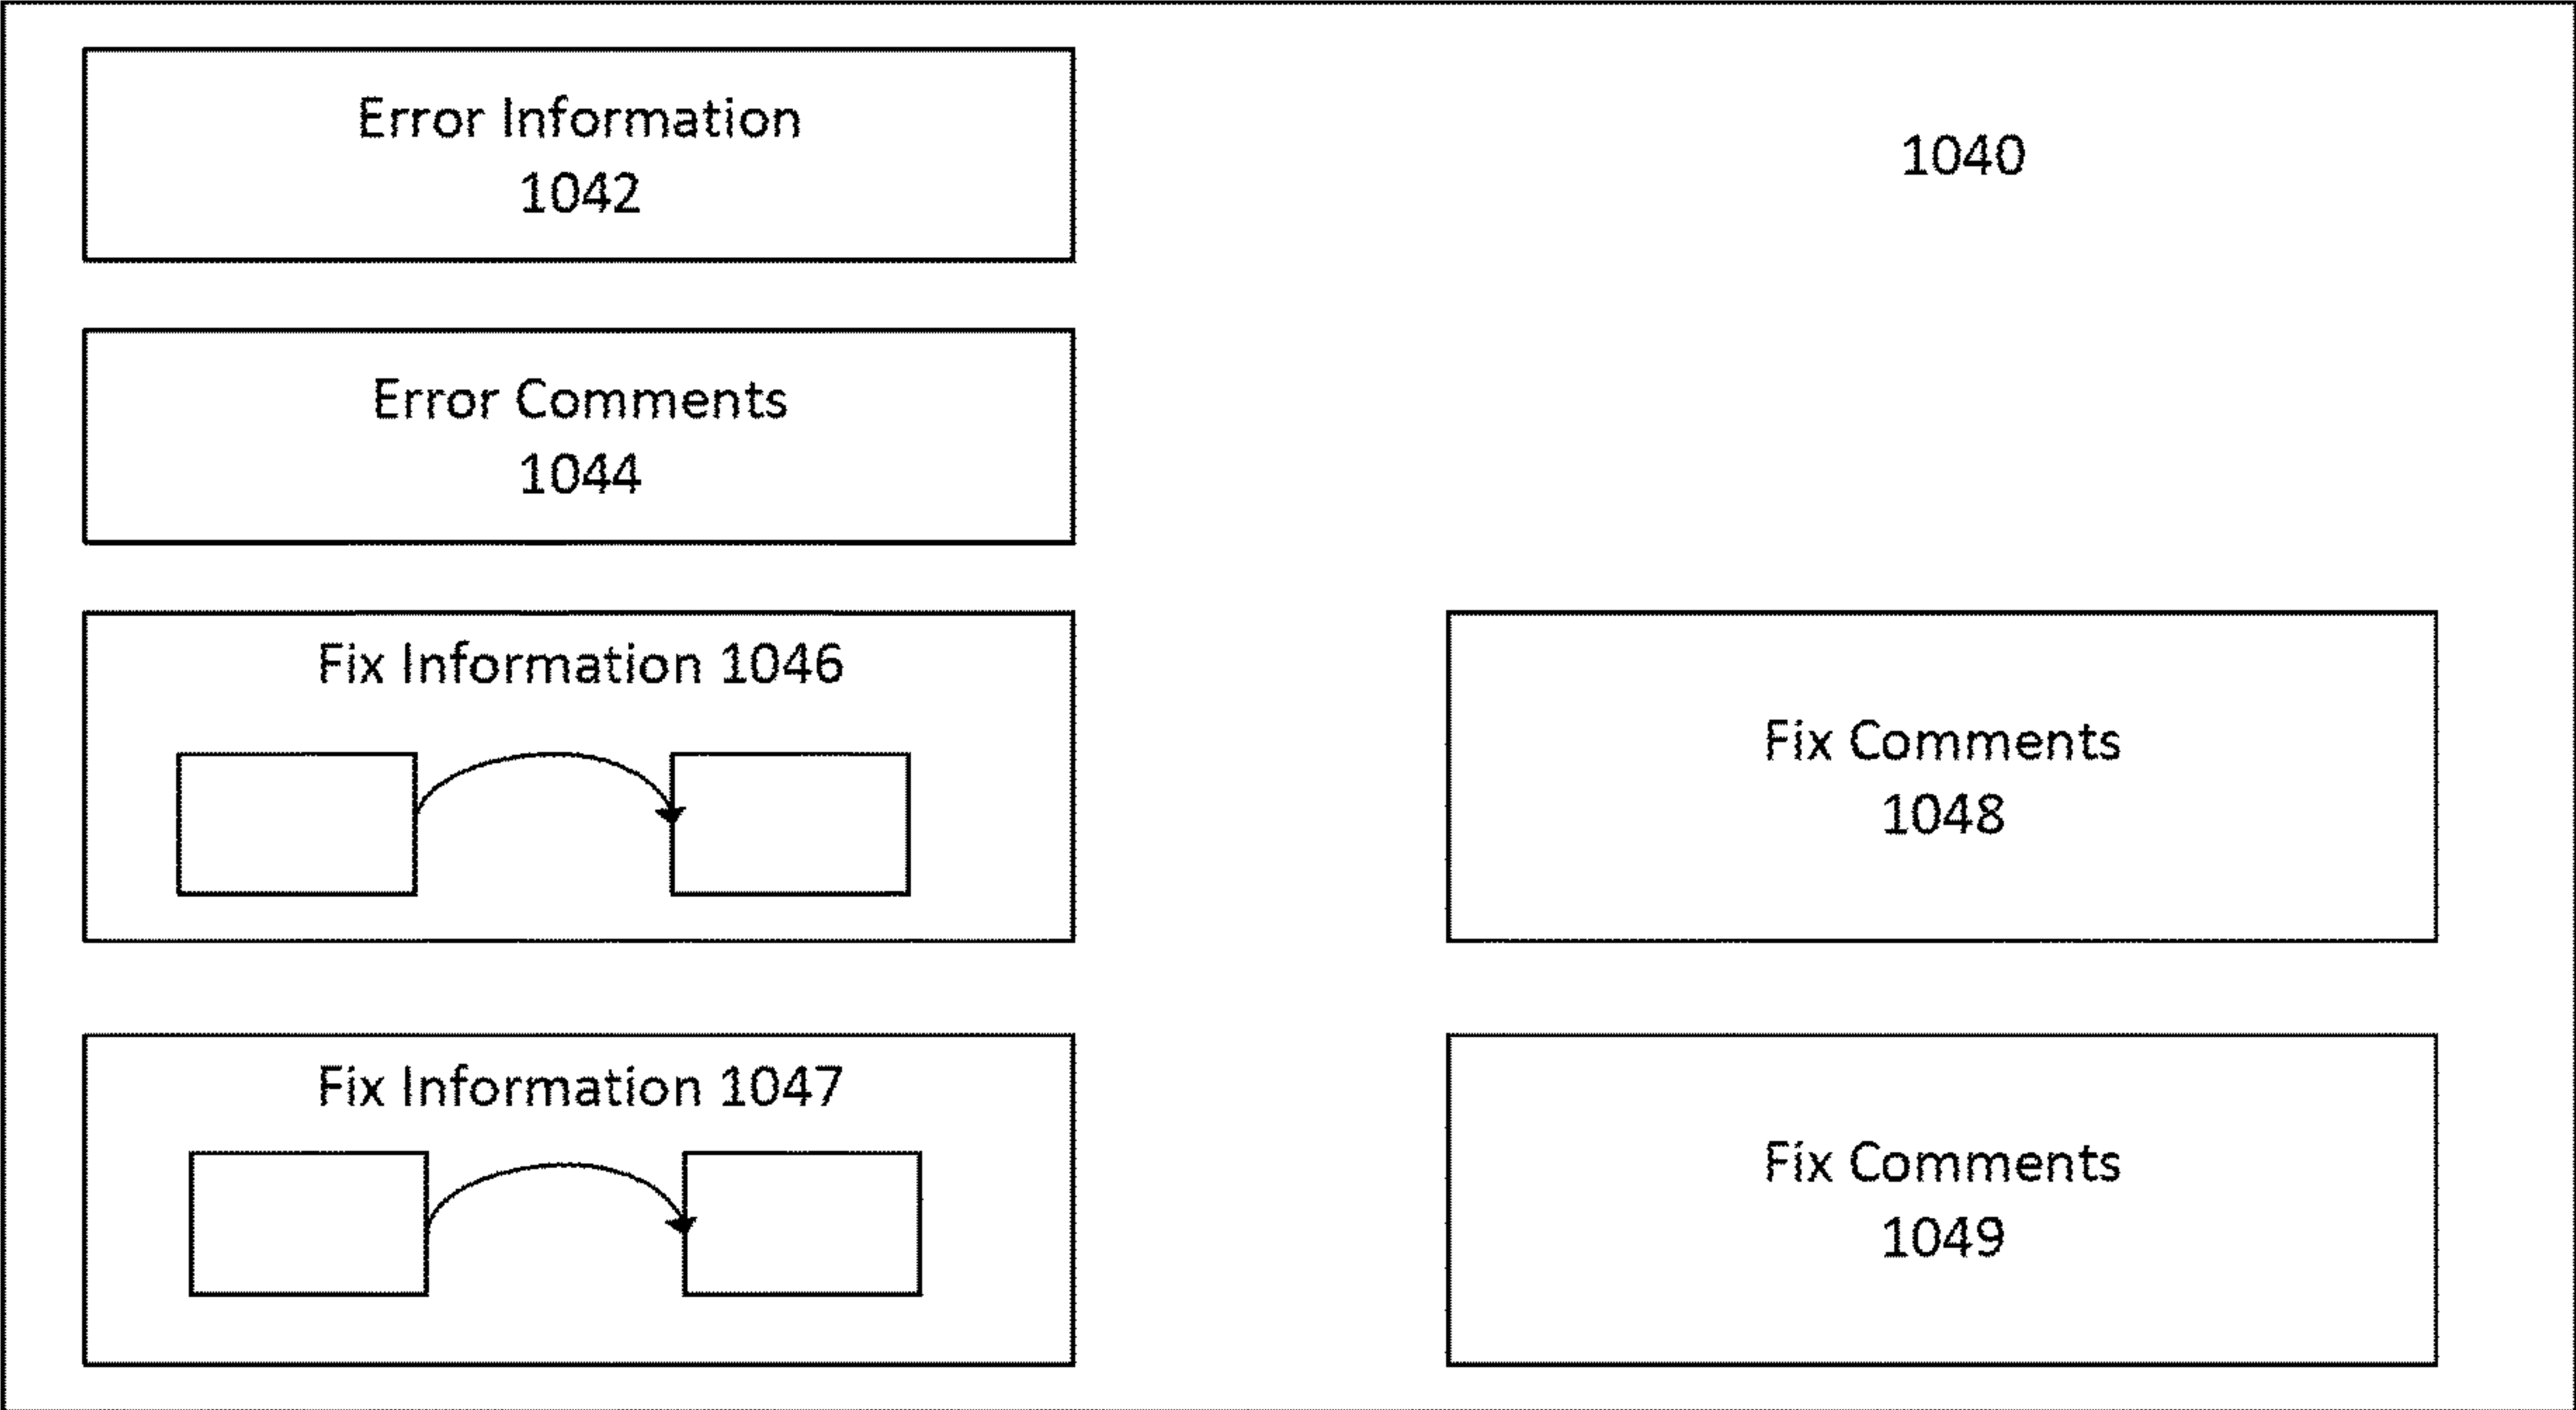 Error Information
1042
1040
Error Comments
1044
Fix Information 1046
Fix Comments
1048
Fix Information 1047
Fix Comments
1049